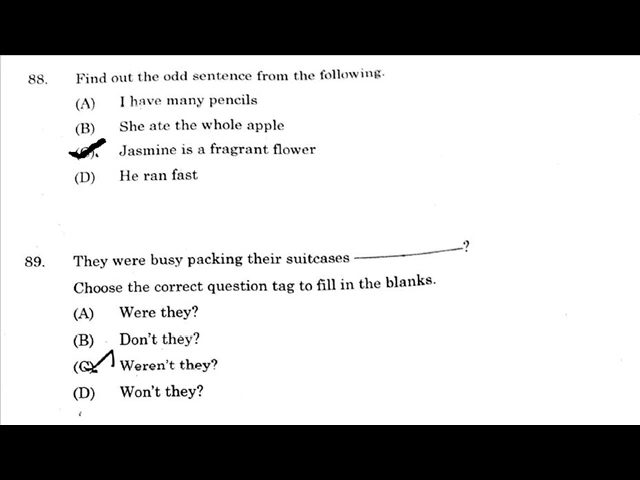 88. Find out the odd sentence from the following.
(A) I have many pencils
(B) She ate the whole apple
(C) Jasmine is a fragrant flower
(D) He ran fast
89. They were busy packing their suitcases ____________?
Choose the correct question tag to fill in the blanks.
(A) Were they?
(B) Don't they?
(C) Weren't they?
(D) Won't they?